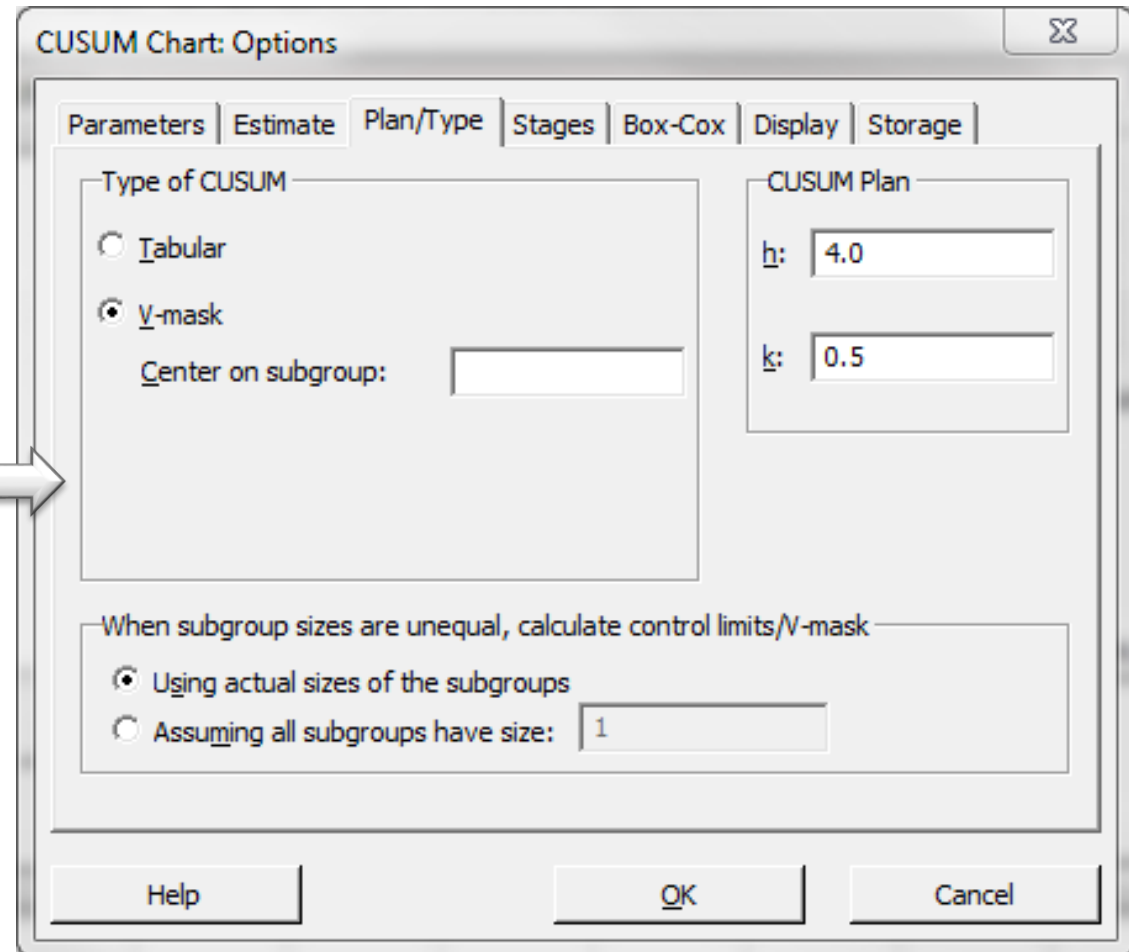 CUSUM Chart: Options
Parameters Estimate Plan/Type Stages Box-Cox Display Storage
Type of CUSUM
Tabular
V-mask
Center on subgroup:
CUSUM Plan
h: 4.0
k: 0.5
When subgroup sizes are unequal, calculate control limits/V-mask
Using actual sizes of the subgroups
Assuming all subgroups have size: 1
Help OK Cancel